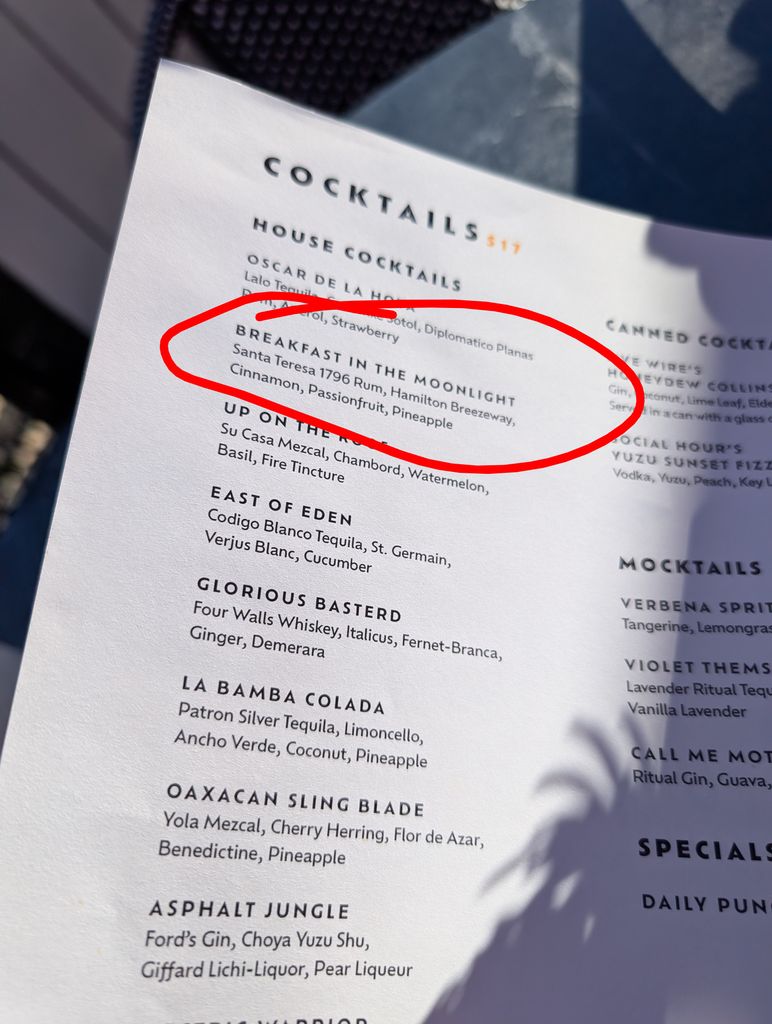 COCKTAILS $17
HOUSE COCKTAILS
OSCAR DE LA
Lalo Tequila, Sotol, Diplomatico Planas
Strawberry
BREAKFAST IN THE MOONLIGHT
Santa Teresa 1796 Rum, Hamilton Breezeway,
Cinnamon, Passionfruit, Pineapple
UP ON THE
Su Casa Mezcal, Chambord, Watermelon,
Basil, Fire Tincture
EAST OF EDEN
Codigo Blanco Tequila, St. Germain,
Verjus Blanc, Cucumber
GLORIOUS BASTERD
Four Walls Whiskey, Italicus, Fernet-Branca,
Ginger, Demerara
LA BAMBA COLADA
Patron Silver Tequila, Limoncello,
Ancho Verde, Coconut, Pineapple
OAXACAN SLING BLADE
Yola Mezcal, Cherry Herring, Flor de Azar,
Benedictine, Pineapple
ASPHALT JUNGLE
Ford's Gin, Choya Yuzu Shu,
Giffard Lichi-Liquor, Pear Liqueur
CANNED COCKTA
WIRE'S
HONEYDEW COLLINS
Gin, Coconut, Lime Leaf, Elde
Served in a can with a glass o
SOCIAL HOUR'S
YUZU SUNSET FIZZ
Vodka, Yuzu, Peach, Key L
MOCKTAILS
VERBENA SPRIT
Tangerine, Lemongras
VIOLET THEMS
Lavender Ritual Tequ
Vanilla Lavender
CALL ME MOT
Ritual Gin, Guava,
SPECIALS
DAILY PUN